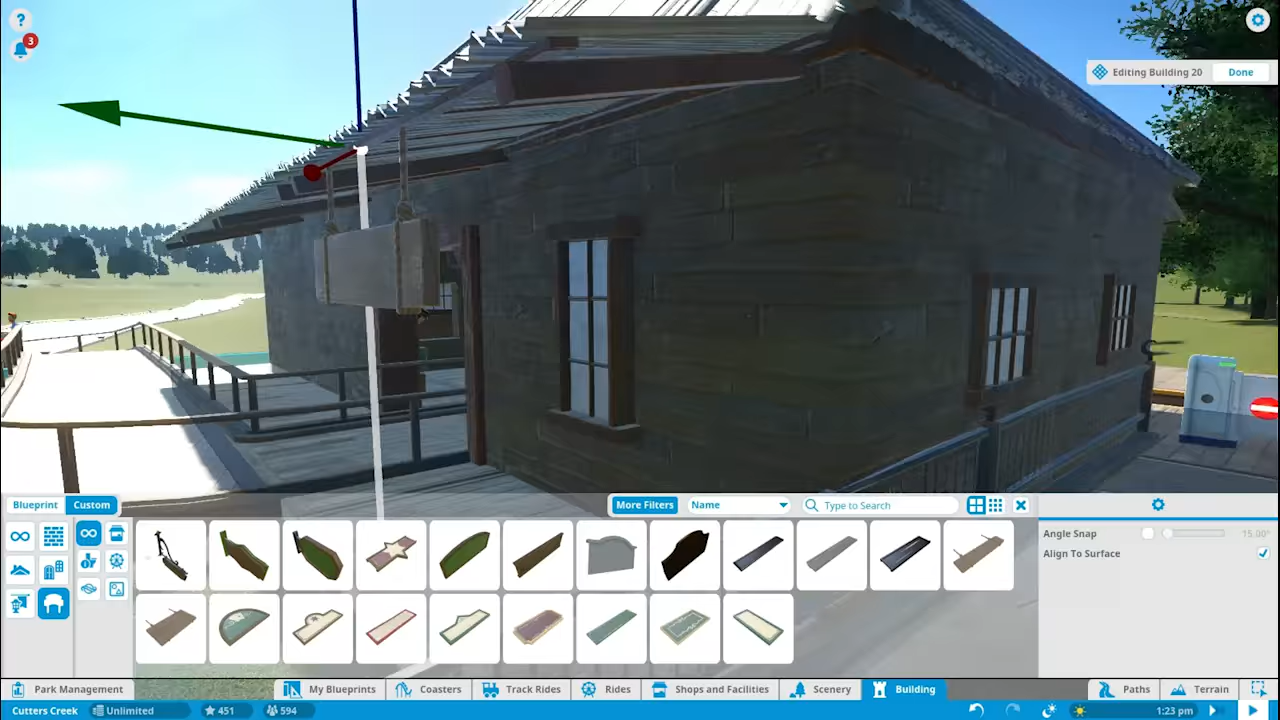 ?
3
Editing Building 20
Done
Blueprint
Custom
More Filters
Name
Type to Search
Angle Snap
15.00°
Align To Surface
Park Management
My Blueprints
Coasters
Track Rides
Rides
Shops and Facilities
Scenery
Building
Paths
Terrain
Cutters Creek
Unlimited
451
594
1:23 pm